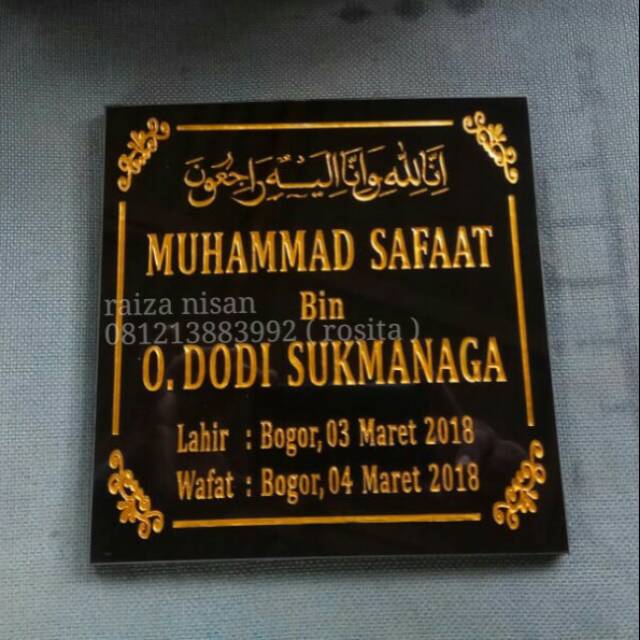 إنا لله وإنا إليه راجعون
MUHAMMAD SAFAAT
Bin
raiza nisan
081213883992 ( rosita )
O. DODI SUKMANAGA
Lahir : Bogor, 03 Maret 2018
Wafat : Bogor, 04 Maret 2018